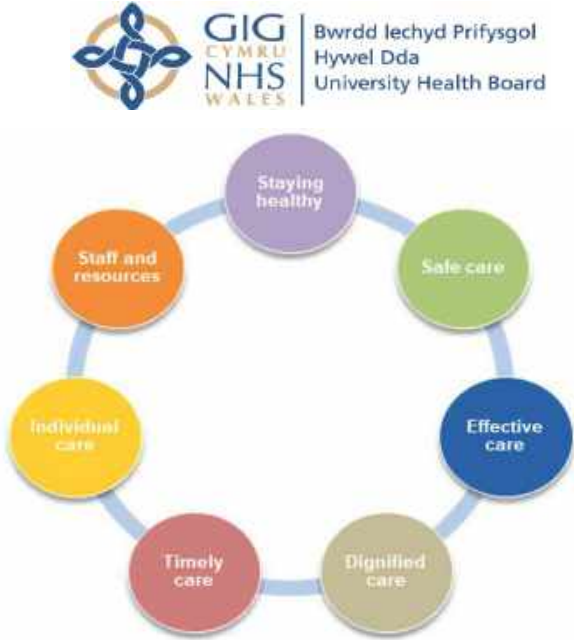 GIG
CYMRU
NHS
WALES
Bwrdd Iechyd Prifysgol
Hywel Dda
University Health Board
Staying
healthy
Safe care
Effective
care
Dignified
care
Timely
care
Individual
care
Staff and
resources